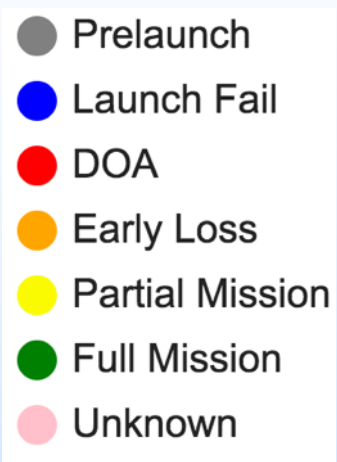 Prelaunch
Launch Fail
DOA
Early Loss
Partial Mission
Full Mission
Unknown